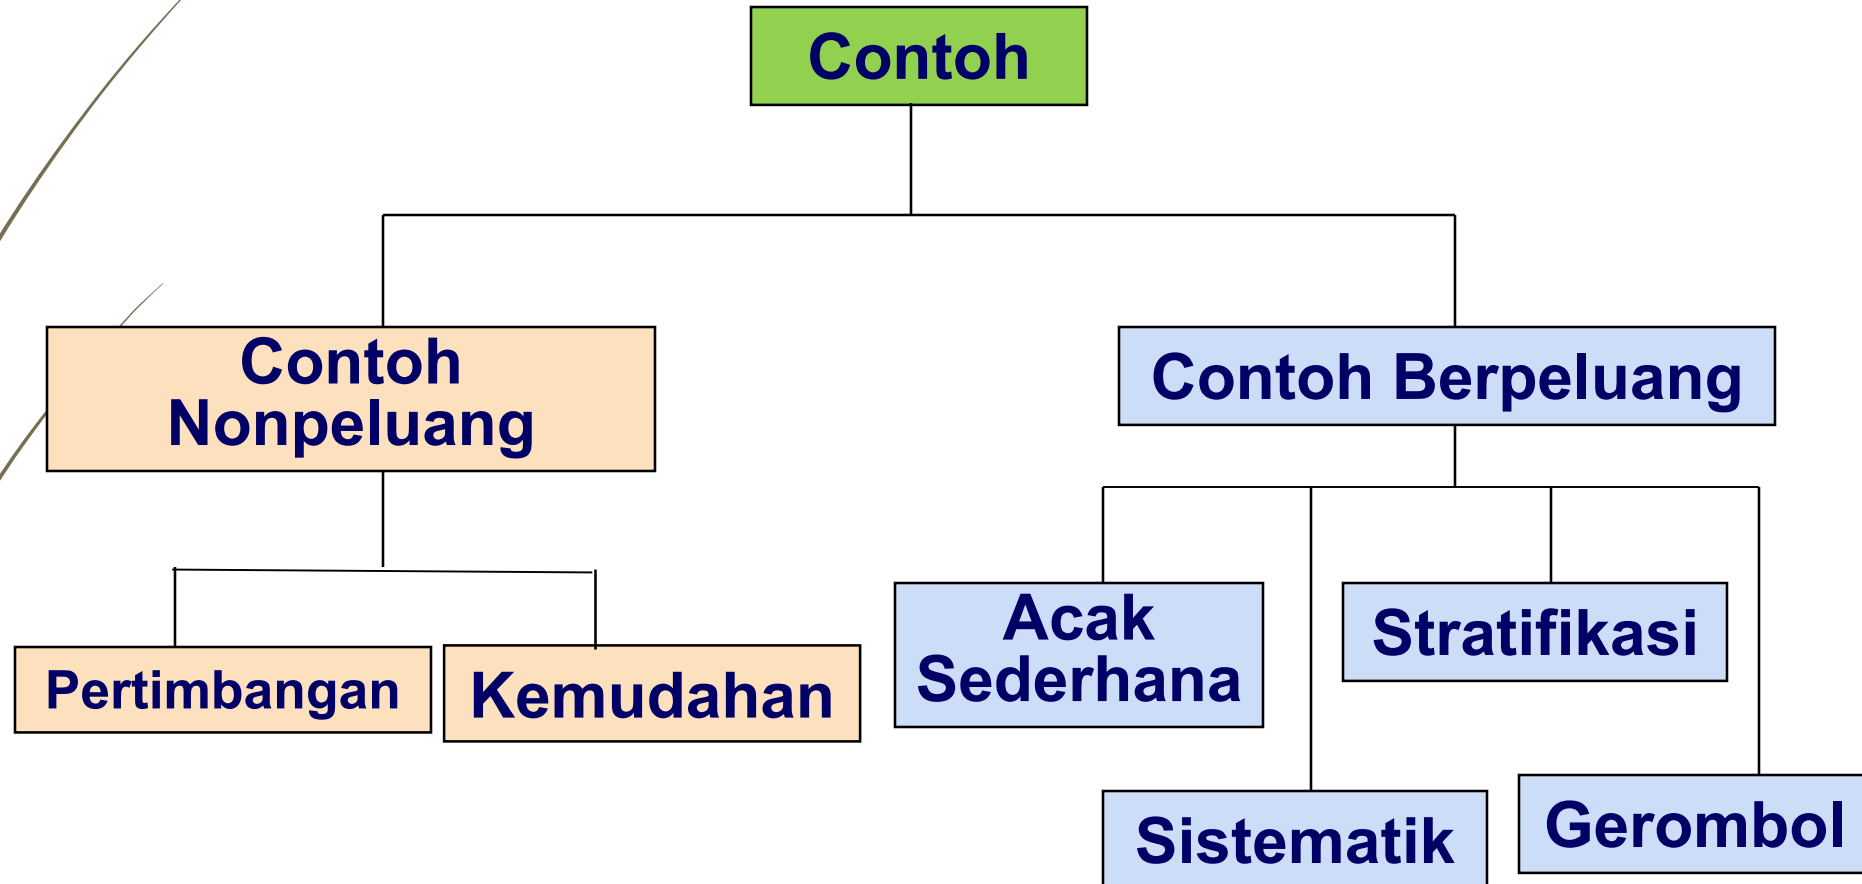 Contoh
Contoh
Nonpeluang
Contoh Berpeluang
Pertimbangan
Kemudahan
Acak
Sederhana
Stratifikasi
Sistematik
Gerombol